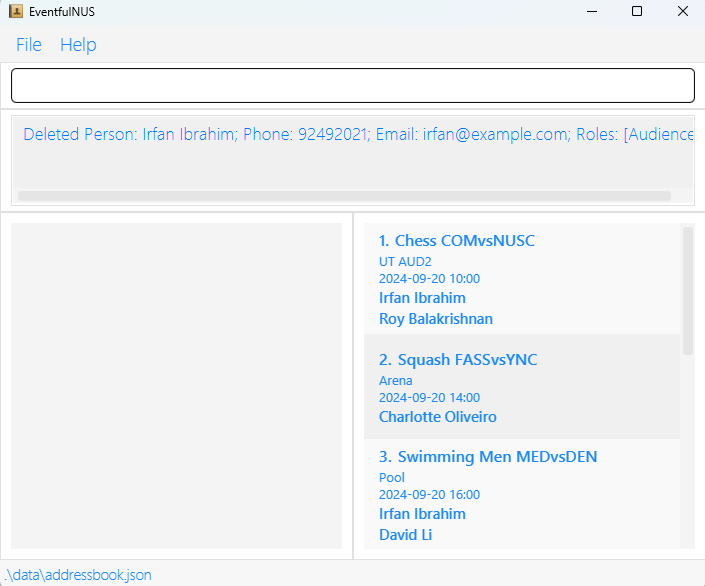 EventfulNUS
File Help
Deleted Person: Irfan Ibrahim; Phone: 92492021; Email: irfan@example.com; Roles: [Audience
1. Chess COMvsNUSC
UT AUD2
2024-09-20 10:00
Irfan Ibrahim
Roy Balakrishnan
2. Squash FASSvsYNC
Arena
2024-09-20 14:00
Charlotte Oliveiro
3. Swimming Men MEDvsDEN
Pool
2024-09-20 16:00
Irfan Ibrahim
David Li
.\data\addressbook.json